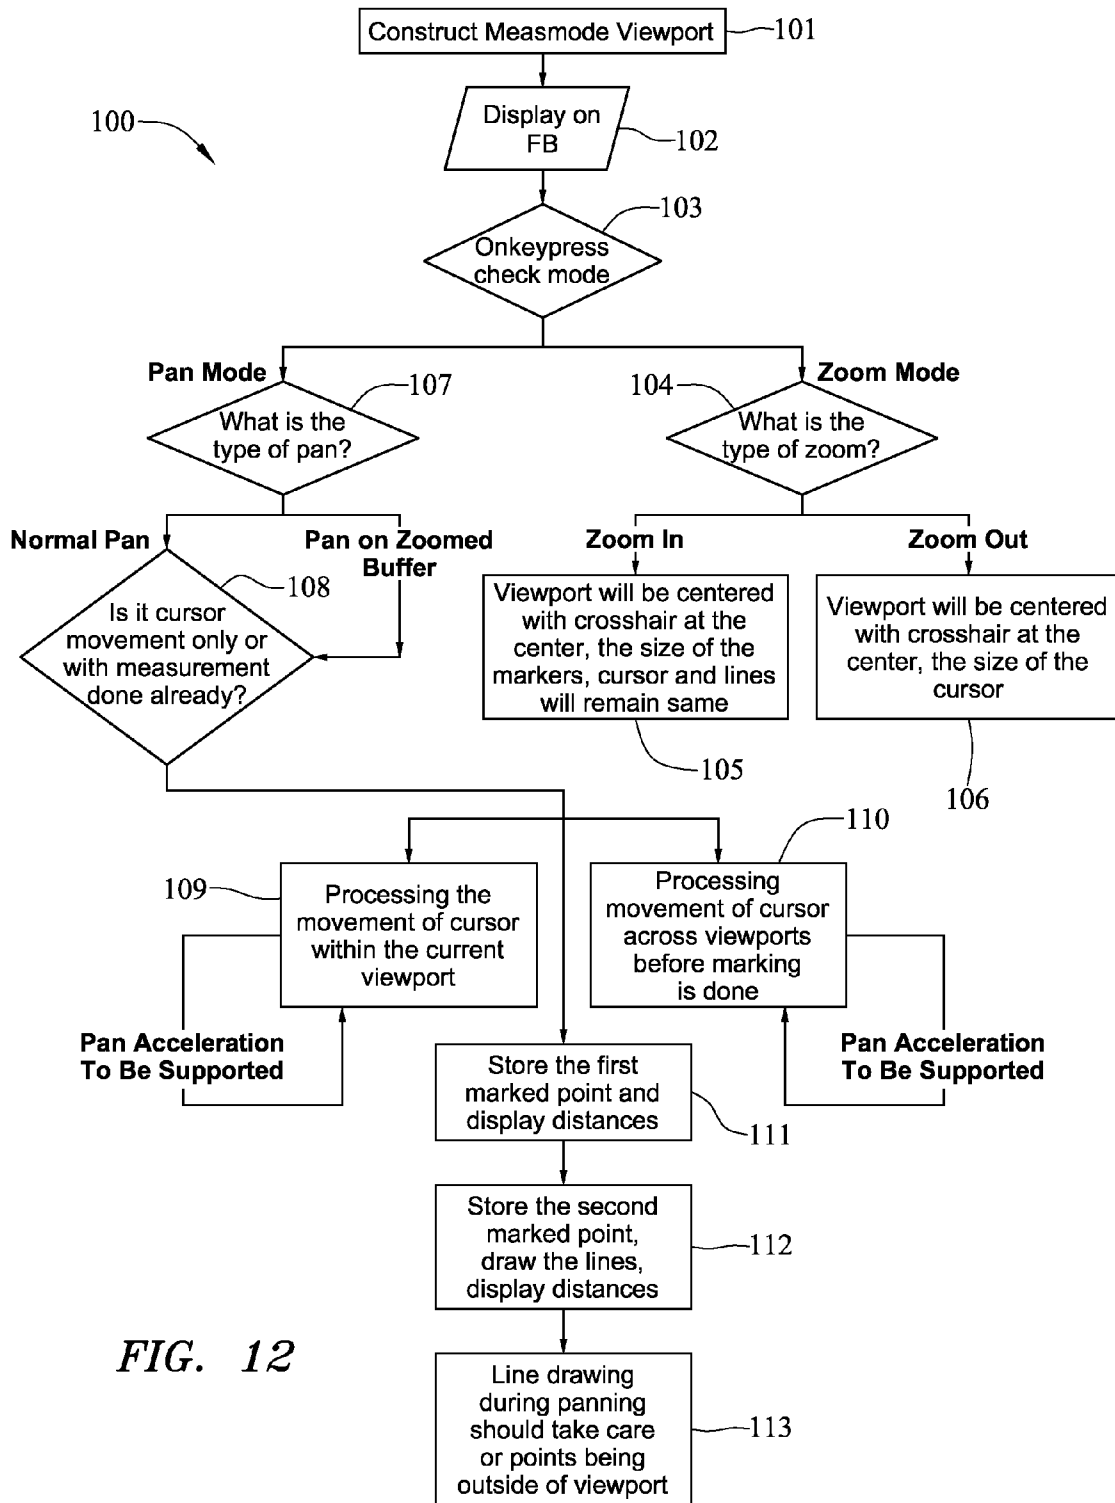 Construct Measmode Viewport
101
100
Display on
FB
102
103
Onkeypress
check mode
Pan Mode
107
What is the
type of pan?
104
Zoom Mode
What is the
type of zoom?
Normal Pan
Pan on Zoomed
Buffer
108
Is it cursor
movement only or
with measurement
done already?
Zoom In
Viewport will be centered
with crosshair at the
center, the size of the
markers, cursor and lines
will remain same
105
Zoom Out
Viewport will be centered
with crosshair at the
center, the size of the
cursor
106
109
Processing the
movement of cursor
within the current
viewport
Pan Acceleration
To Be Supported
110
Processing
movement of cursor
across viewports
before marking
is done
Pan Acceleration
To Be Supported
Store the first
marked point and
display distances
111
Store the second
marked point,
draw the lines,
display distances
112
Line drawing
during panning
should take care
or points being
outside of viewport
113
FIG. 12